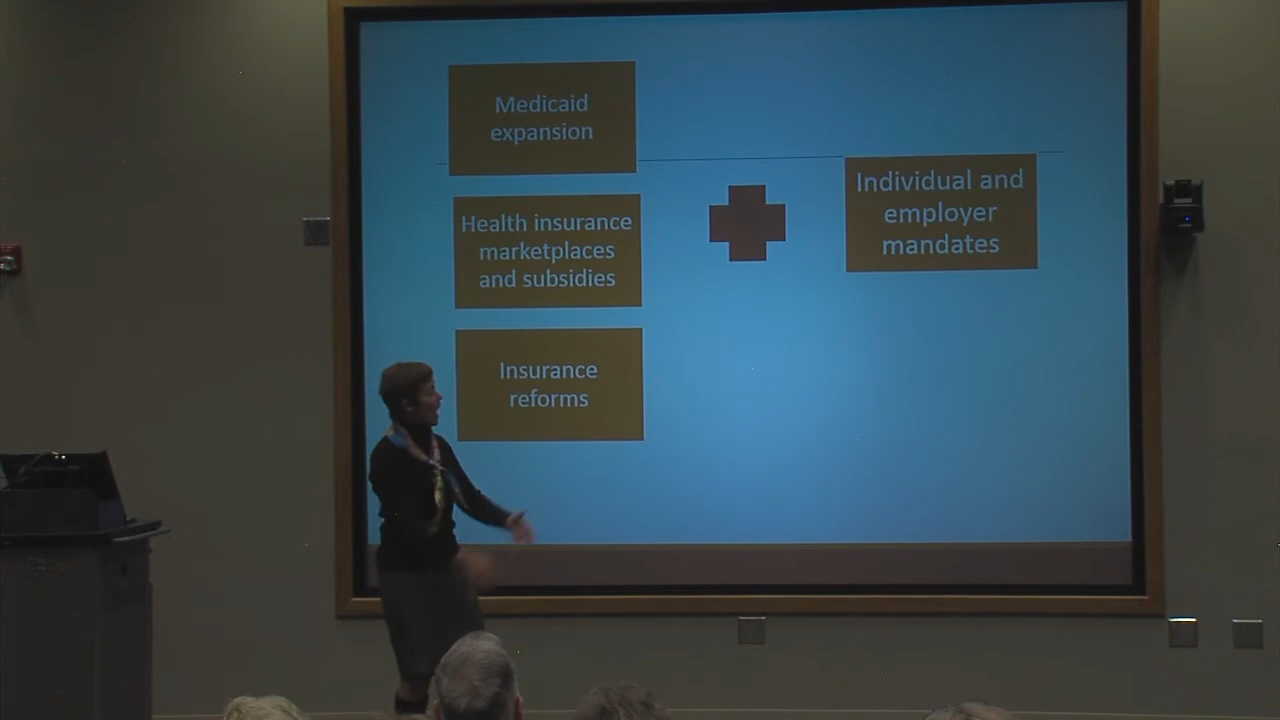 Medicaid
expansion
Health insurance
marketplaces
and subsidies
Insurance
reforms
Individual and
employer
mandates